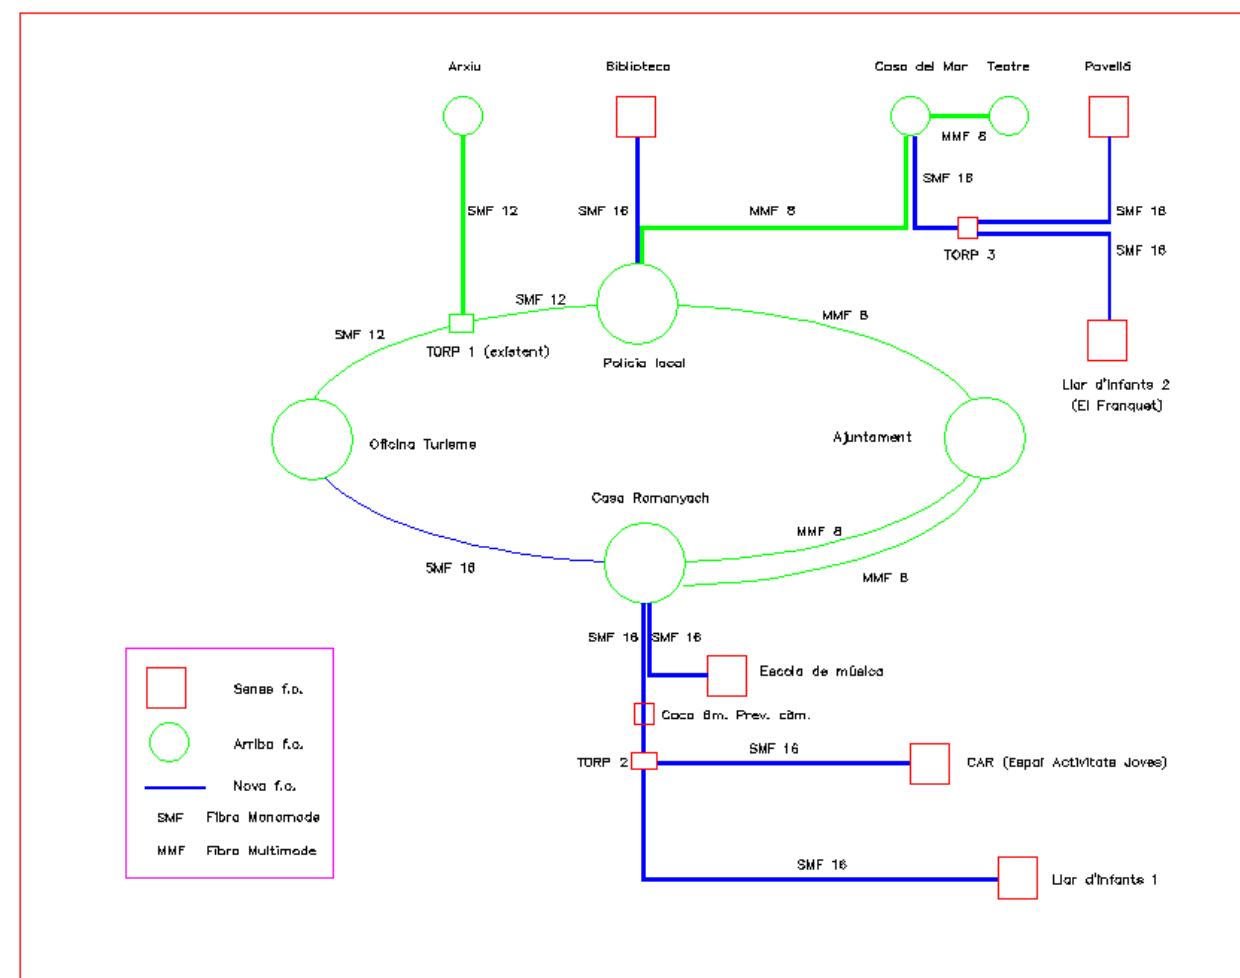 Arxiu
Biblioteca
Casa del Mar
Teatre
Pavelló
MMF 8
SMF 16
SMF 12
SMF 16
MMF 8
SMF 16
SMF 16
TORP 3
SMF 12
MMF 8
SMF 12
TORP 1 (existent)
Policia local
Llar d'Infants 2
(El Franquet)
Oficina Turisme
Ajuntament
Casa Romanyach
MMF 8
SMF 16
MMF 8
SMF 16
SMF 16
Escola de música
Sense f.o.
Coca 6m. Prev. càm.
Arriba f.o.
SMF 16
TORP 2
CAR (Espai Activitats Joves)
Nova f.o.
SMF Fibra Monomode
MMF Fibra Multimode
SMF 16
Llar d'Infants 1